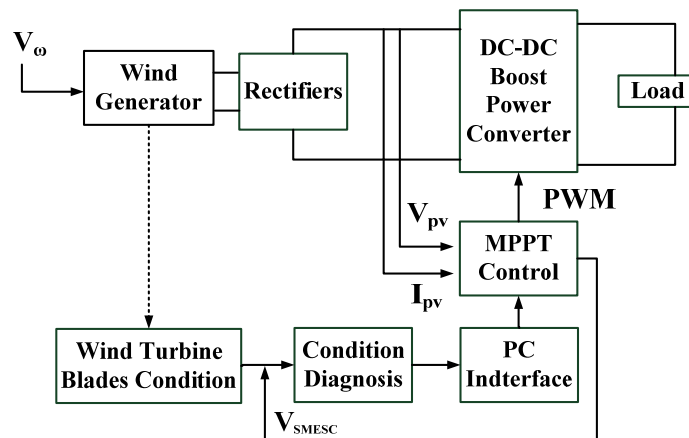 Vω
Wind
Generator
Rectifiers
DC-DC
Boost
Power
Converter
Load
PWM
Vpv
MPPT
Control
Ipv
Wind Turbine
Blades Condition
Condition
Diagnosis
PC
Indterface
VSMESC